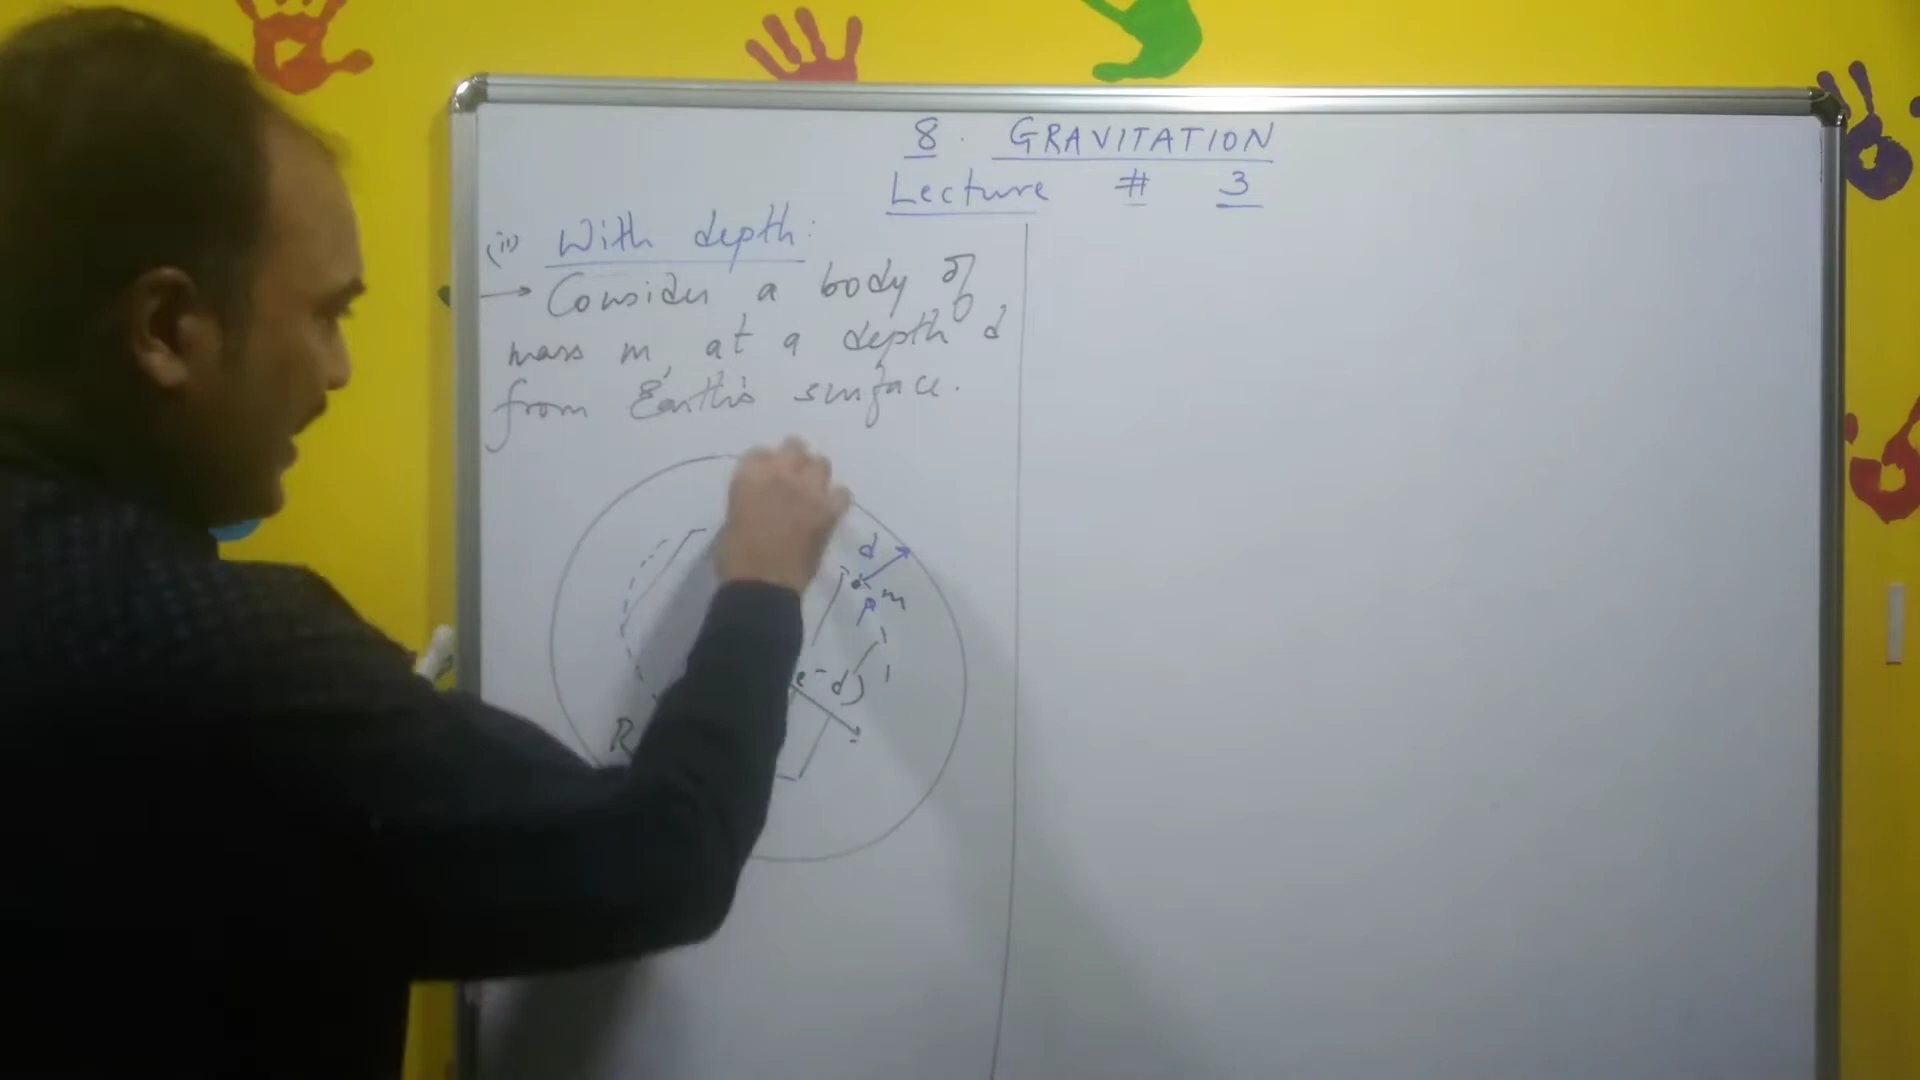 8. GRAVITATION
Lecture # 3
(ii) With depth:
→ Consider a body of
mass m, at a depth d
from Earth's surface.
d
m
e-d)
R